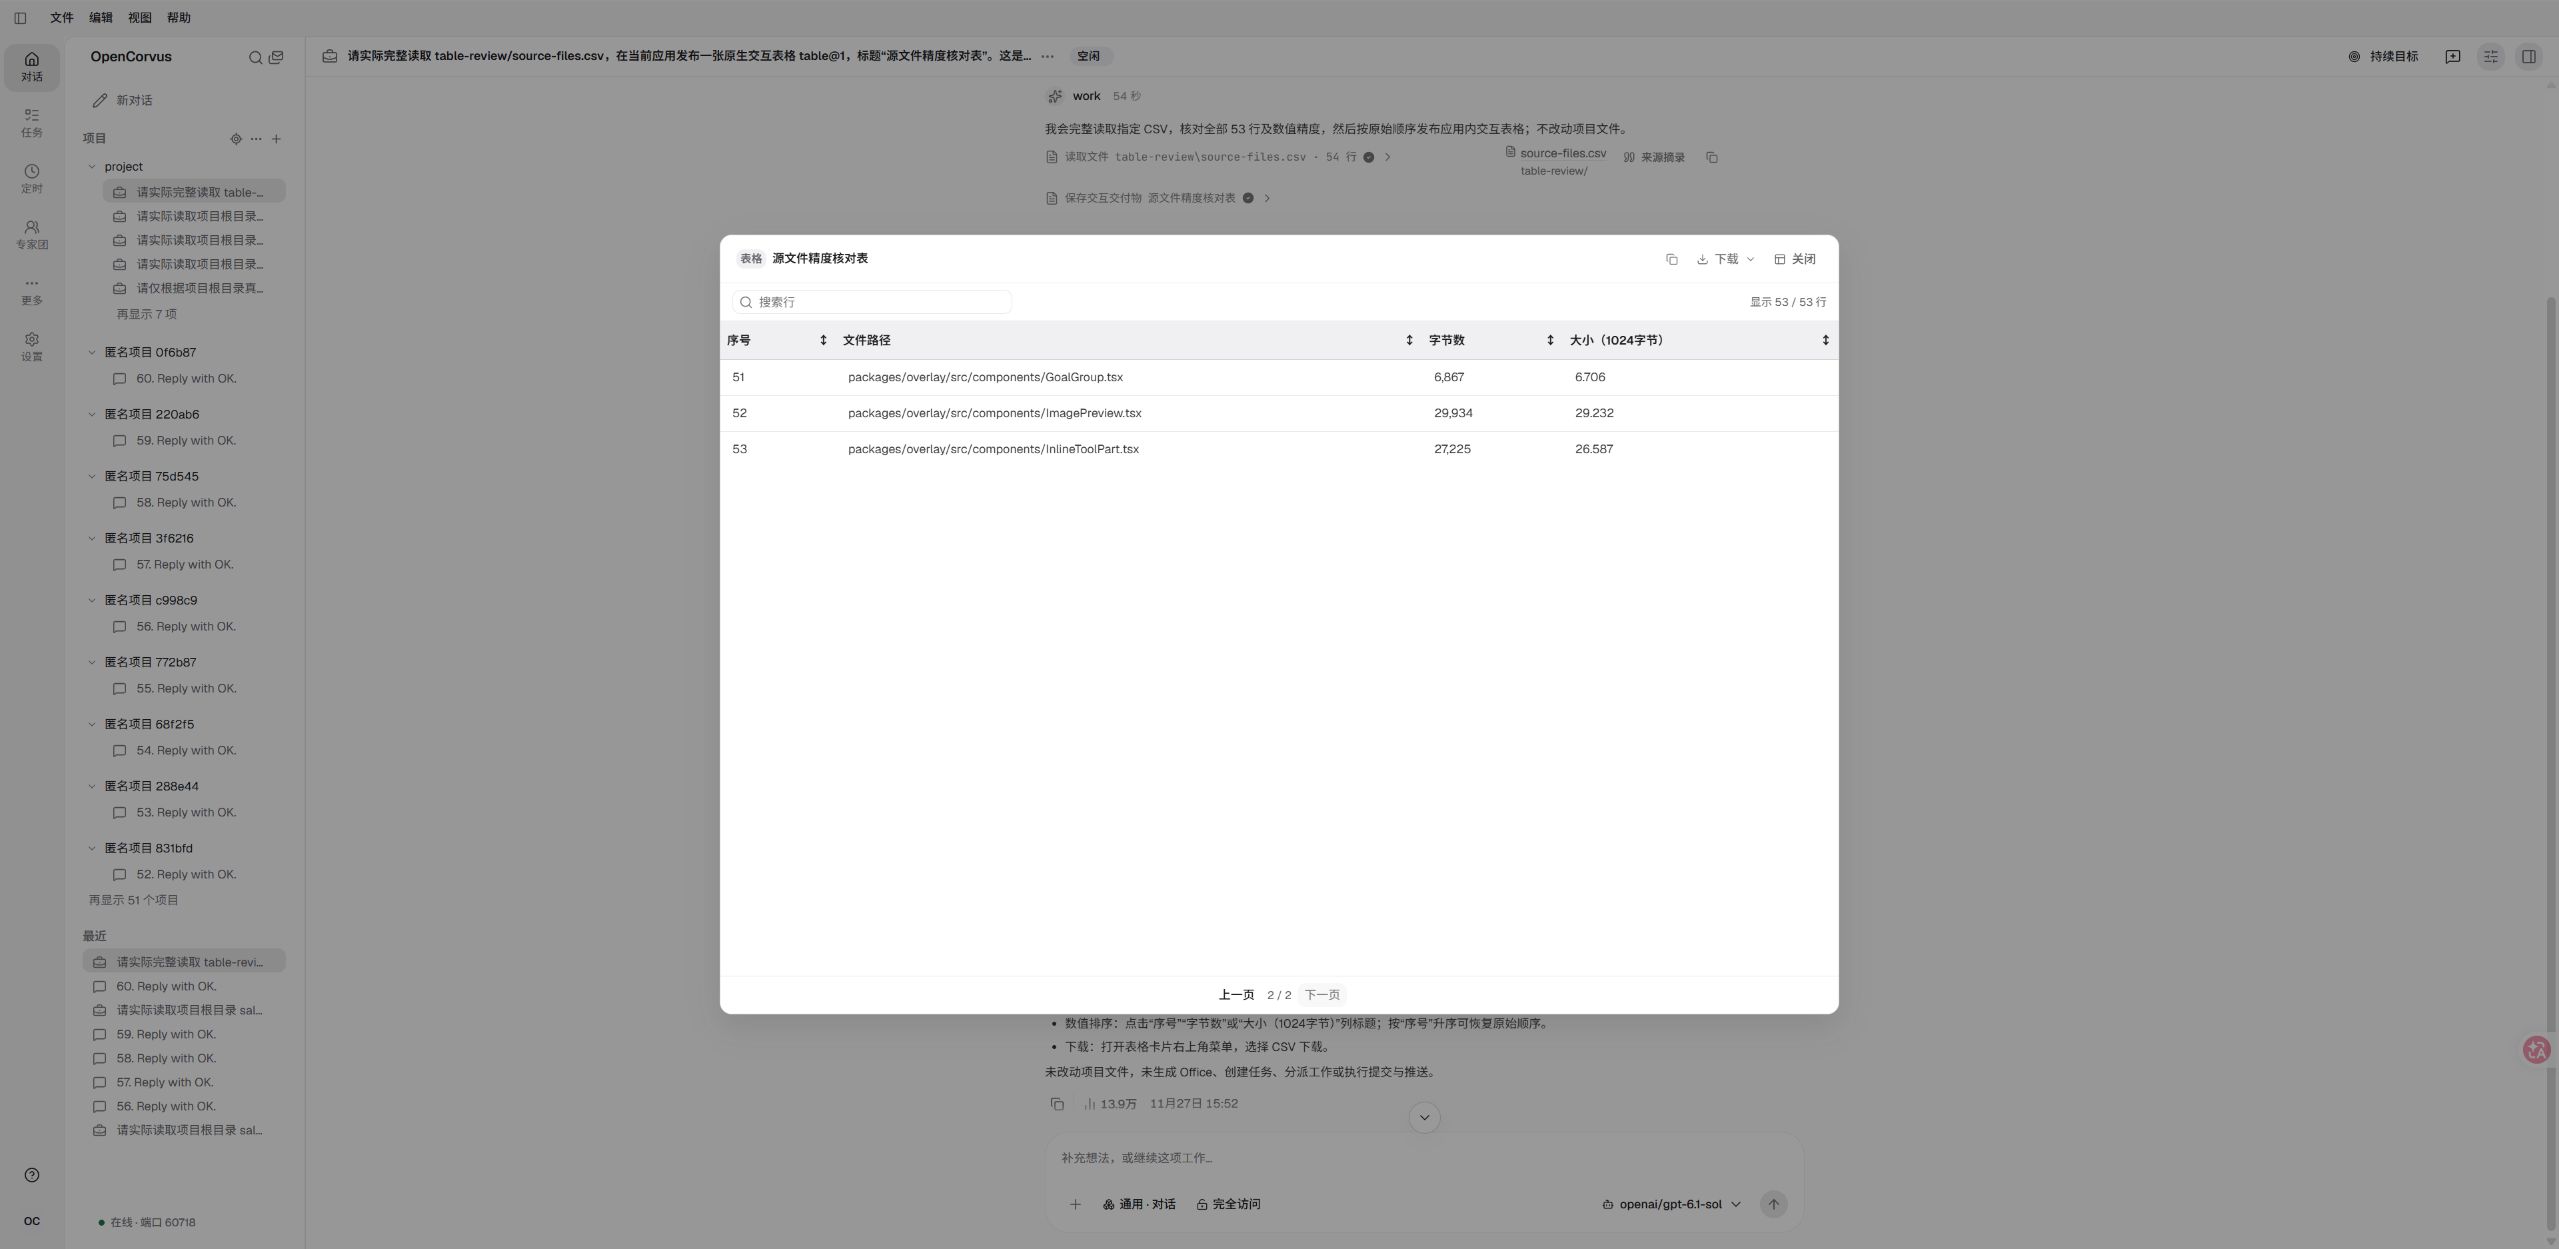 文件 编辑 视图 帮助
对话
任务
定时
专家团
更多
设置
OC
OpenCorvus
新对话
项目
project
请实际完整读取 table-...
请实际读取项目根目录...
请实际读取项目根目录...
请实际读取项目根目录...
请仅根据项目根目录真...
再显示 7 项
匿名项目 0f6b87
60. Reply with OK.
匿名项目 220ab6
59. Reply with OK.
匿名项目 75d545
58. Reply with OK.
匿名项目 3f6216
57. Reply with OK.
匿名项目 c998c9
56. Reply with OK.
匿名项目 772b87
55. Reply with OK.
匿名项目 68f2f5
54. Reply with OK.
匿名项目 288e44
53. Reply with OK.
匿名项目 831bfd
52. Reply with OK.
再显示 51 个项目
最近
请实际完整读取 table-revi...
60. Reply with OK.
请实际读取项目根目录 sal...
59. Reply with OK.
58. Reply with OK.
57. Reply with OK.
56. Reply with OK.
请实际读取项目根目录 sal...
在线 · 端口 60718
请实际完整读取 table-review/source-files.csv，在当前应用发布一张原生交互表格 table@1，标题“源文件精度核对表”。这是... ··· 空闲
持续目标
work 54 秒
我会完整读取指定 CSV，核对全部 53 行及数值精度，然后按原始顺序发布应用内交互表格；不改动项目文件。
读取文件 table-review\source-files.csv · 54 行
source-files.csv
table-review/
来源摘录
保存交互交付物 源文件精度核对表
表格 源文件精度核对表
下载 关闭
搜索行
显示 53 / 53 行
序号 文件路径 字节数 大小（1024字节）
51 packages/overlay/src/components/GoalGroup.tsx 6,867 6.706
52 packages/overlay/src/components/ImagePreview.tsx 29,934 29.232
53 packages/overlay/src/components/InlineToolPart.tsx 27,225 26.587
上一页 2 / 2 下一页
• 数值排序：点击“序号”“字节数”或“大小（1024字节）”列标题；按“序号”升序可恢复原始顺序。
• 下载：打开表格卡片右上角菜单，选择 CSV 下载。
未改动项目文件，未生成 Office、创建任务、分派工作或执行提交与推送。
13.9万 11月27日 15:52
补充想法，或继续这项工作...
通用 · 对话 完全访问
openai/gpt-6.1-sol